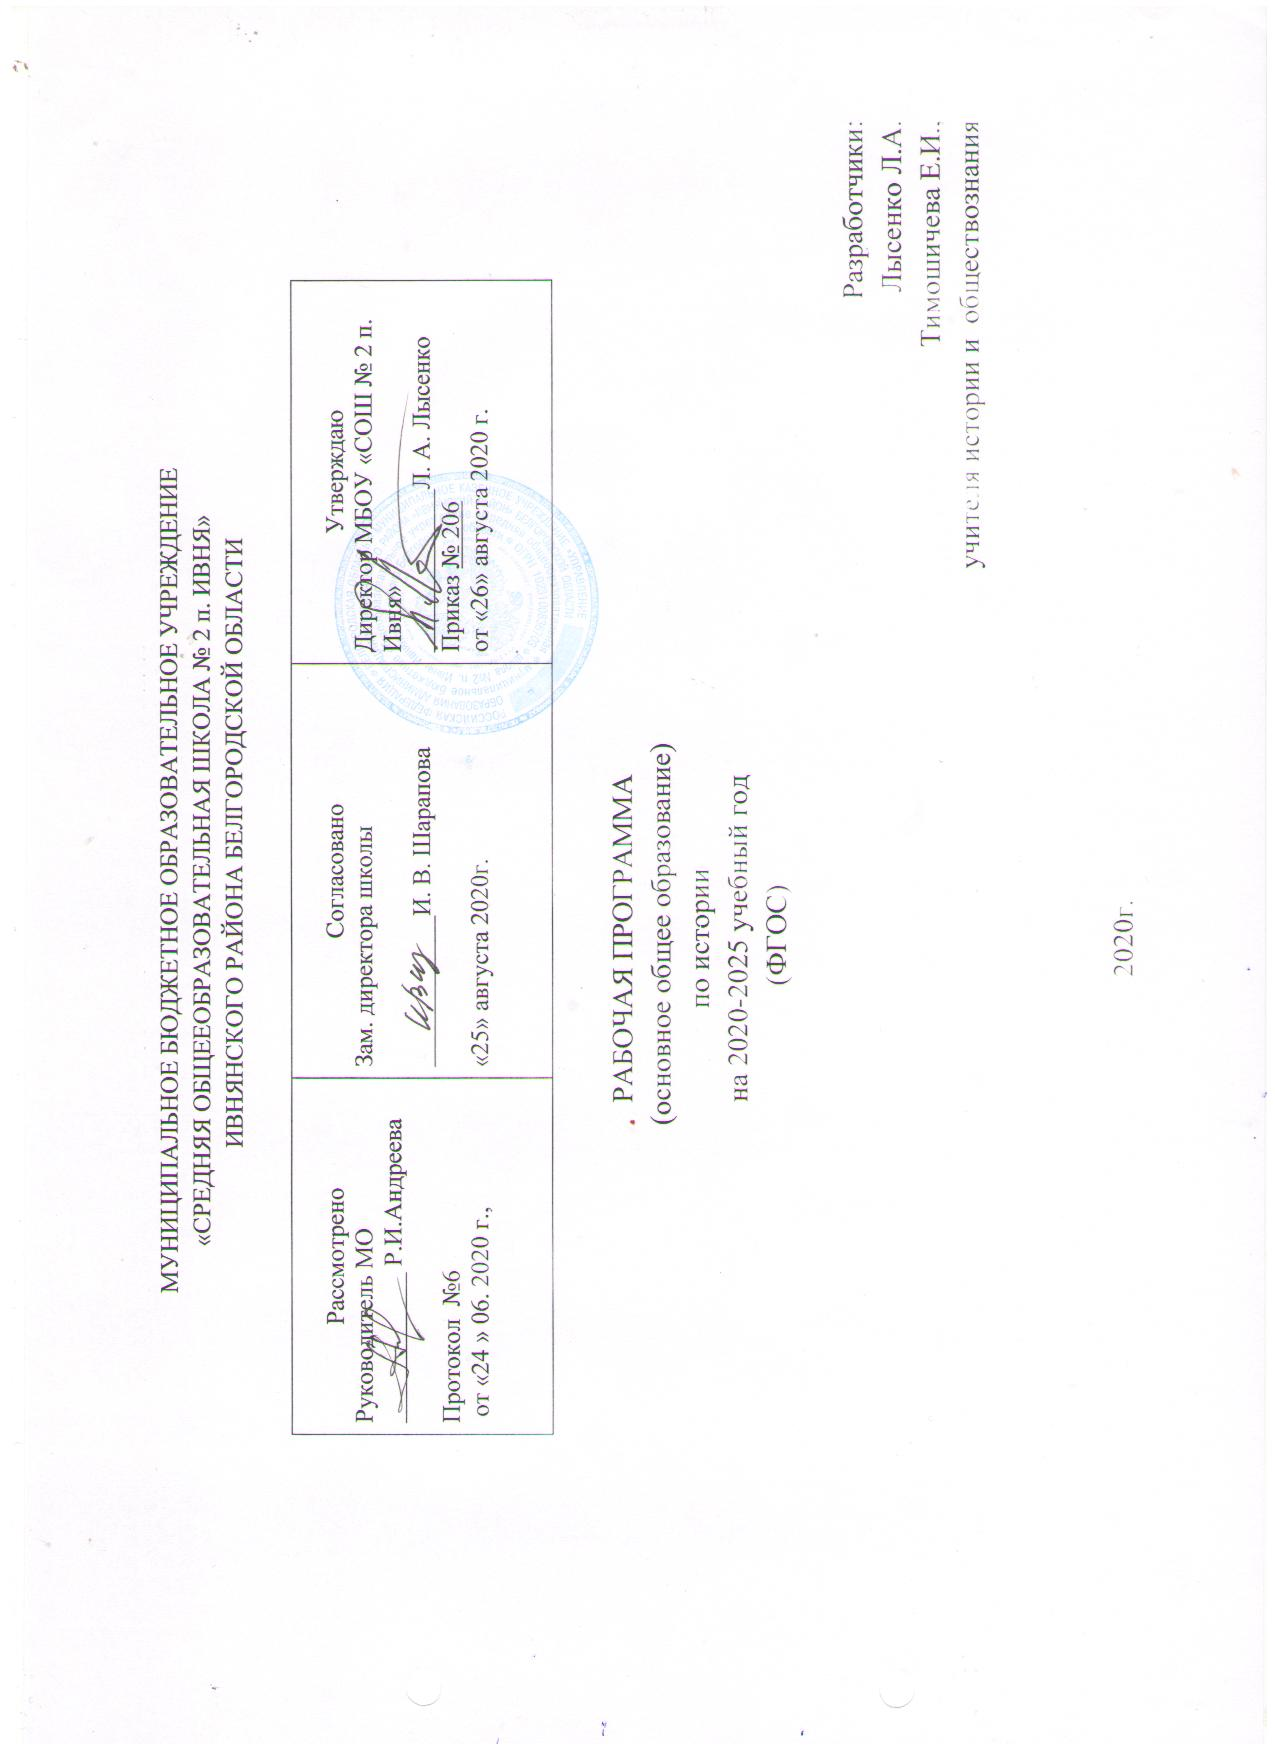 МУНИЦИПАЛЬНОЕ БЮДЖЕТНОЕ ОБРАЗОВАТЕЛЬНОЕ УЧРЕЖДЕНИЕ
«СРЕДНЯЯ ОБЩЕОБРАЗОВАТЕЛЬНАЯ ШКОЛА № 2 п. ИВНЯ»
ИВНЯНСКОГО РАЙОНА БЕЛГОРОДСКОЙ ОБЛАСТИ
Рассмотрено
Руководитель МО
Р.И.Андреева
Протокол №6
от «24 » 06. 2020 г.,
Согласовано
Зам. директора школы
И. В. Шарапова
«25» августа 2020г.
Утверждаю
Директор МБОУ «СОШ № 2 п.
Ивня»
Л. А. Лысенко
Приказ № 206
от «26» августа 2020 г.
РАБОЧАЯ ПРОГРАММА
(основное общее образование)
по истории
на 2020-2025 учебный год
(ФГОС)
Разработчики:
Лысенко Л.А.
Тимошичева Е.И.,
учителя истории и обществознания
2020г.